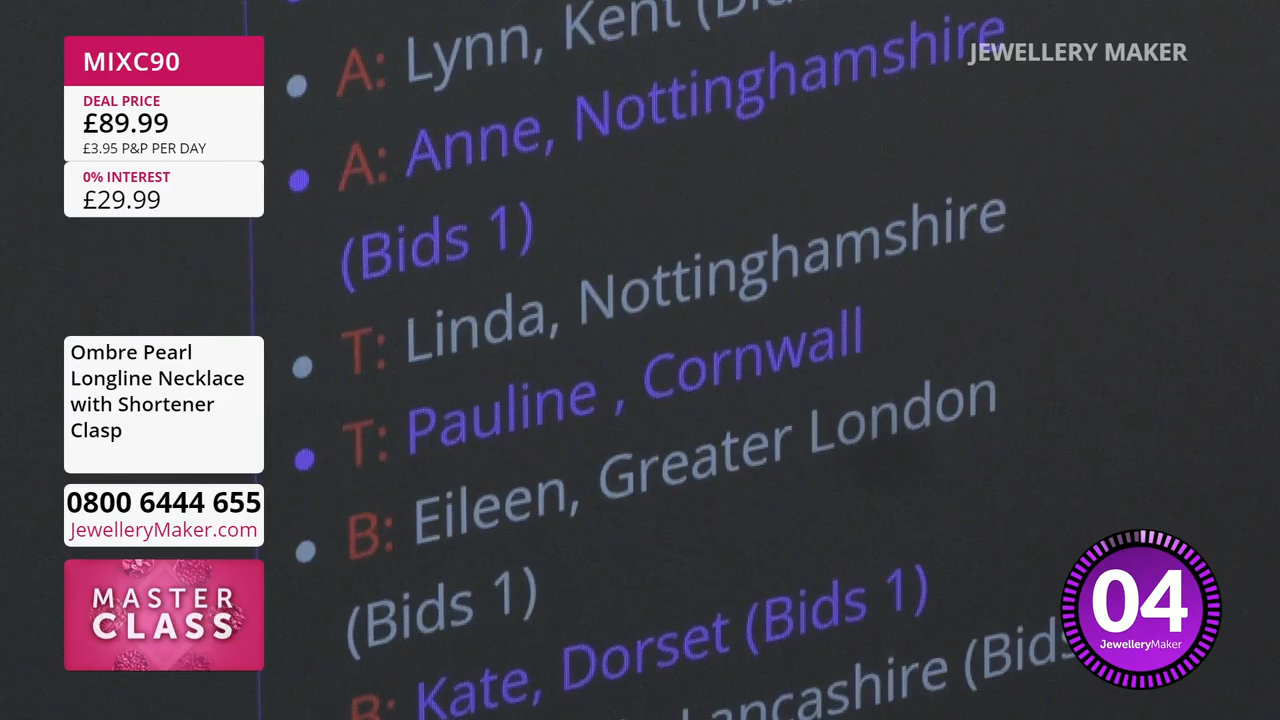 MIXC90
DEAL PRICE
£89.99
£3.95 P&P PER DAY
0% INTEREST
£29.99
Ombre Pearl
Longline Necklace
with Shortener
Clasp
0800 6444 655
JewelleryMaker.com
MASTER
CLASS
A: Lynn, Kent
A: Anne, Nottinghamshire
(Bids 1)
T: Linda, Nottinghamshire
T: Pauline , Cornwall
B: Eileen, Greater London
(Bids 1)
B: Kate, Dorset (Bids 1)
Lancashire (Bids
JEWELLERY MAKER
04
JewelleryMaker